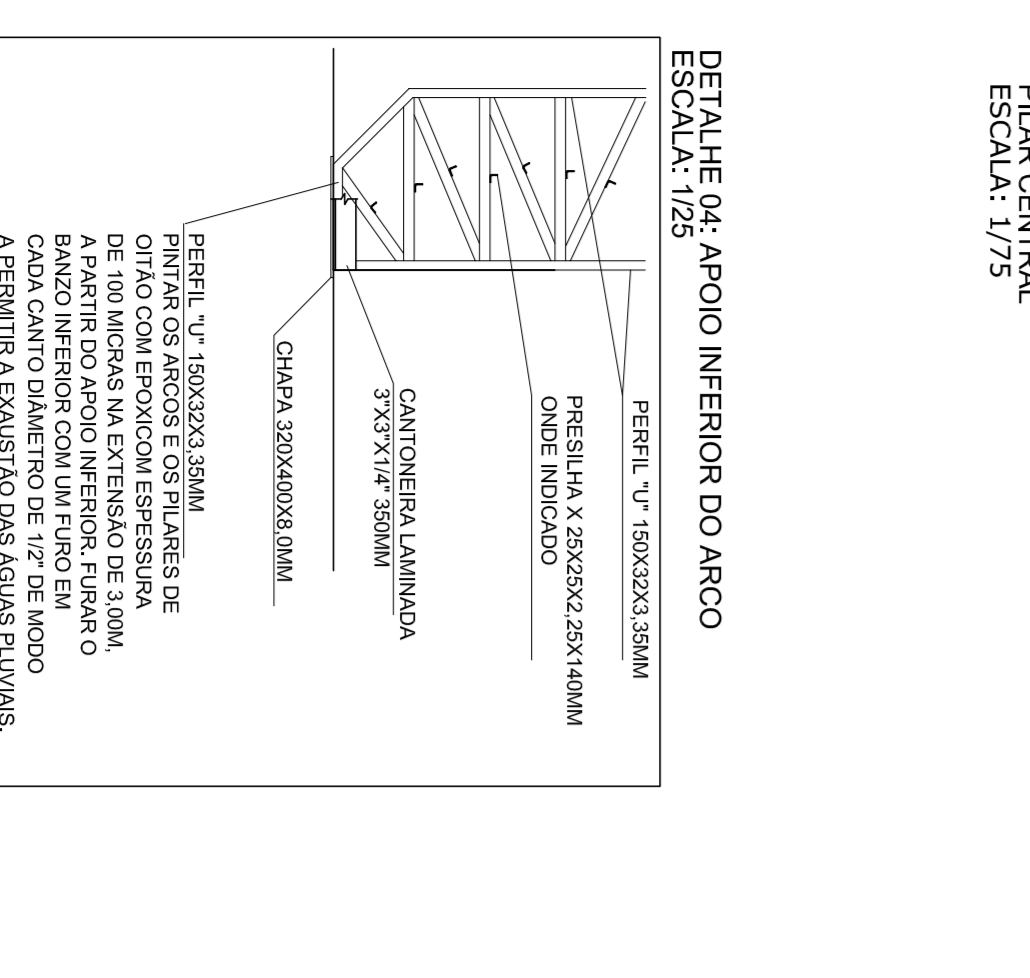 PILAR CENTRAL
ESCALA: 1/75
DETALHE 04: APOIO INFERIOR DO ARCO
ESCALA: 1/25
PERFIL "U" 150X32X3,35MM
PRESILHA X 25X25X2,25X140MM
ONDE INDICADO
CANTONEIRA LAMINADA
3"X3"X1/4" 350MM
CHAPA 320X400X8,0MM
PERFIL "U" 150X32X3,35MM
PINTAR OS ARCOS E OS PILARES DE
OITÃO COM EPOXICOM ESPESSURA
DE 100 MICRAS NA EXTENSÃO DE 3,00M,
A PARTIR DO APOIO INFERIOR. FURAR O
BANZO INFERIOR COM UM FURO EM
CADA CANTO DIÂMETRO DE 1/2" DE MODO
A PERMITIR A EXAUSTÃO DAS ÁGUAS PLUVIAIS.